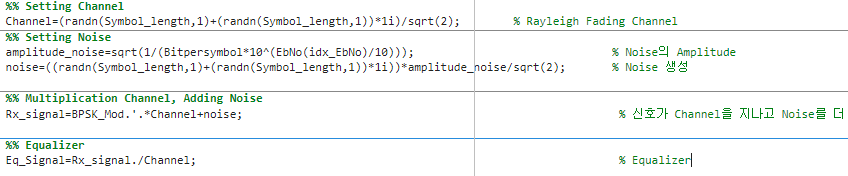 %% Setting Channel
Channel=(randn(Symbol_length,1)+(randn(Symbol_length,1))*1i)/sqrt(2); % Rayleigh Fading Channel
%% Setting Noise
amplitude_noise=sqrt(1/(Bitpersymbol*10^(EbNo(idx_EbNo)/10))); % Noise의 Amplitude
noise=((randn(Symbol_length,1)+(randn(Symbol_length,1))*1i))*amplitude_noise/sqrt(2); % Noise 생성
%% Multiplication Channel, Adding Noise
Rx_signal=BPSK_Mod.'.*Channel+noise; % 신호가 Channel을 지나고 Noise를 더
%% Equalizer
Eq_Signal=Rx_signal./Channel; % Equalizer